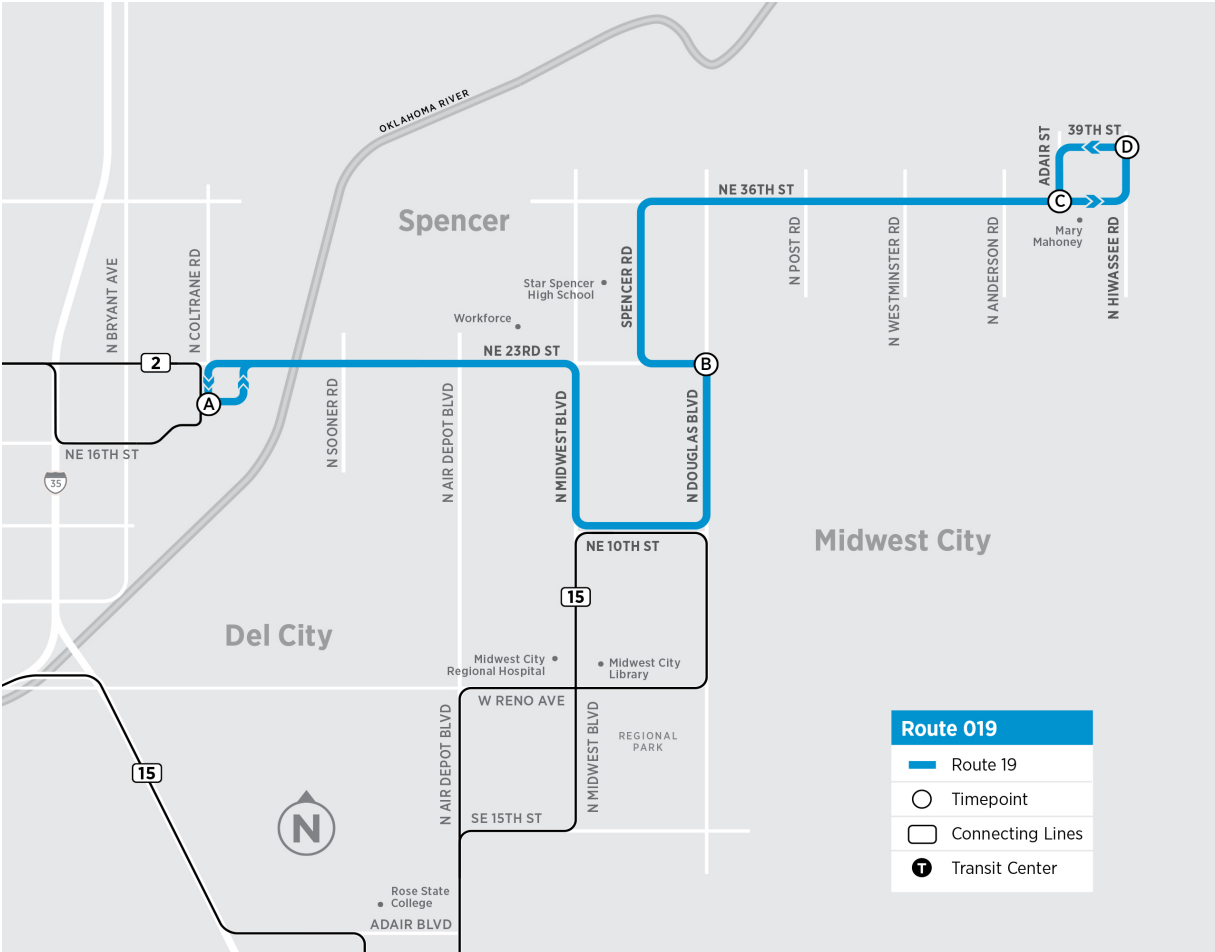 OKLAHOMA RIVER
39TH ST
ADAIR ST
D
NE 36TH ST
C
Spencer
Mary
Mahoney
N POST RD
N WESTMINSTER RD
N ANDERSON RD
N HIWASSEE RD
SPENCER RD
N BRYANT AVE
N COLTRANE RD
Star Spencer
High School
Workforce
NE 23RD ST
2
B
A
N SOONER RD
N AIR DEPOT BLVD
N MIDWEST BLVD
N DOUGLAS BLVD
NE 16TH ST
35
NE 10TH ST
Midwest City
15
Del City
Midwest City
Regional Hospital
Midwest City
Library
W RENO AVE
N AIR DEPOT BLVD
N MIDWEST BLVD
REGIONAL
PARK
15
N
SE 15TH ST
Rose State
College
ADAIR BLVD
Route 019
Route 19
Timepoint
Connecting Lines
T
Transit Center